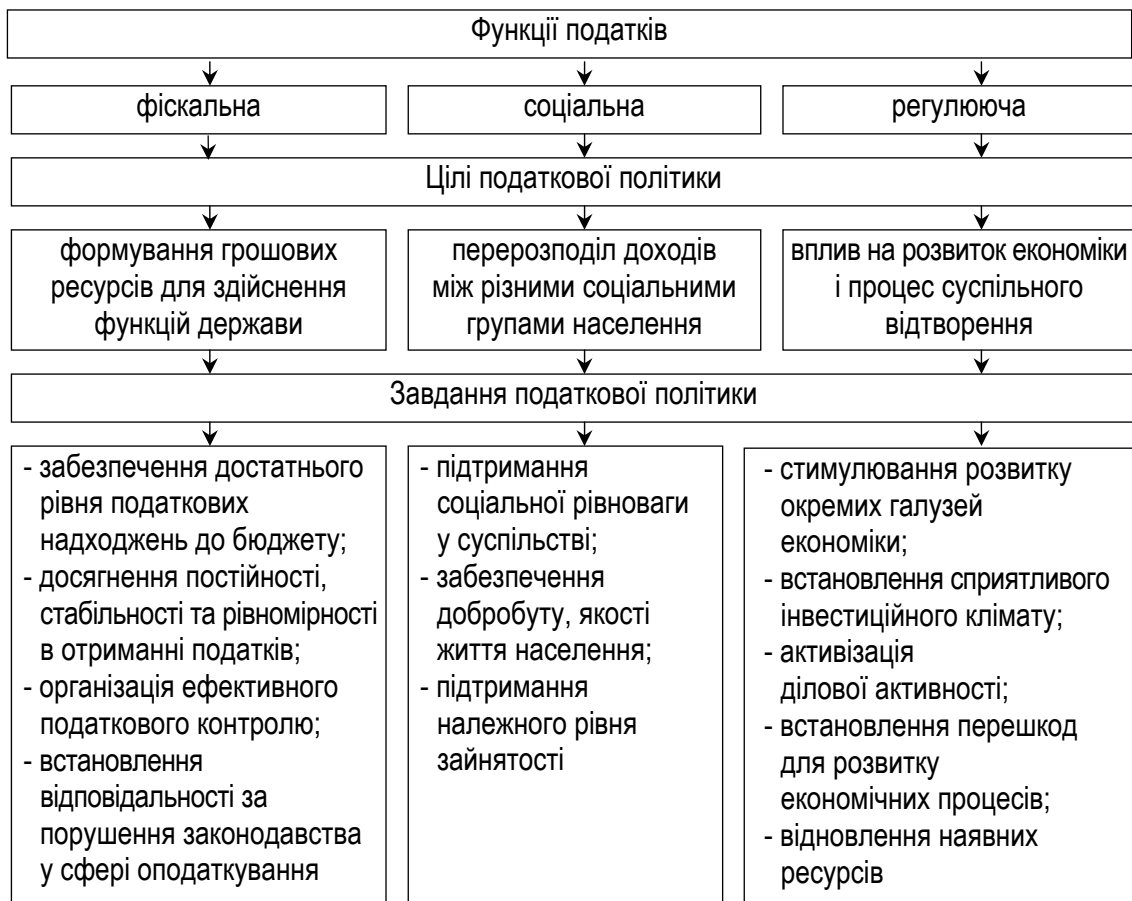 Функції податків
фіскальна
соціальна
регулююча
Цілі податкової політики
формування грошових
ресурсів для здійснення
функцій держави
перерозподіл доходів
між різними соціальними
групами населення
вплив на розвиток економіки
і процес суспільного
відтворення
Завдання податкової політики
- забезпечення достатнього
рівня податкових
надходжень до бюджету;
- досягнення постійності,
стабільності та рівномірності
в отриманні податків;
- організація ефективного
податкового контролю;
- встановлення
відповідальності за
порушення законодавства
у сфері оподаткування
- підтримання
соціальної рівноваги
у суспільстві;
- забезпечення
добробуту, якості
життя населення;
- підтримання
належного рівня
зайнятості
- стимулювання розвитку
окремих галузей
економіки;
- встановлення сприятливого
інвестиційного клімату;
- активізація
ділової активності;
- встановлення перешкод
для розвитку
економічних процесів;
- відновлення наявних
ресурсів